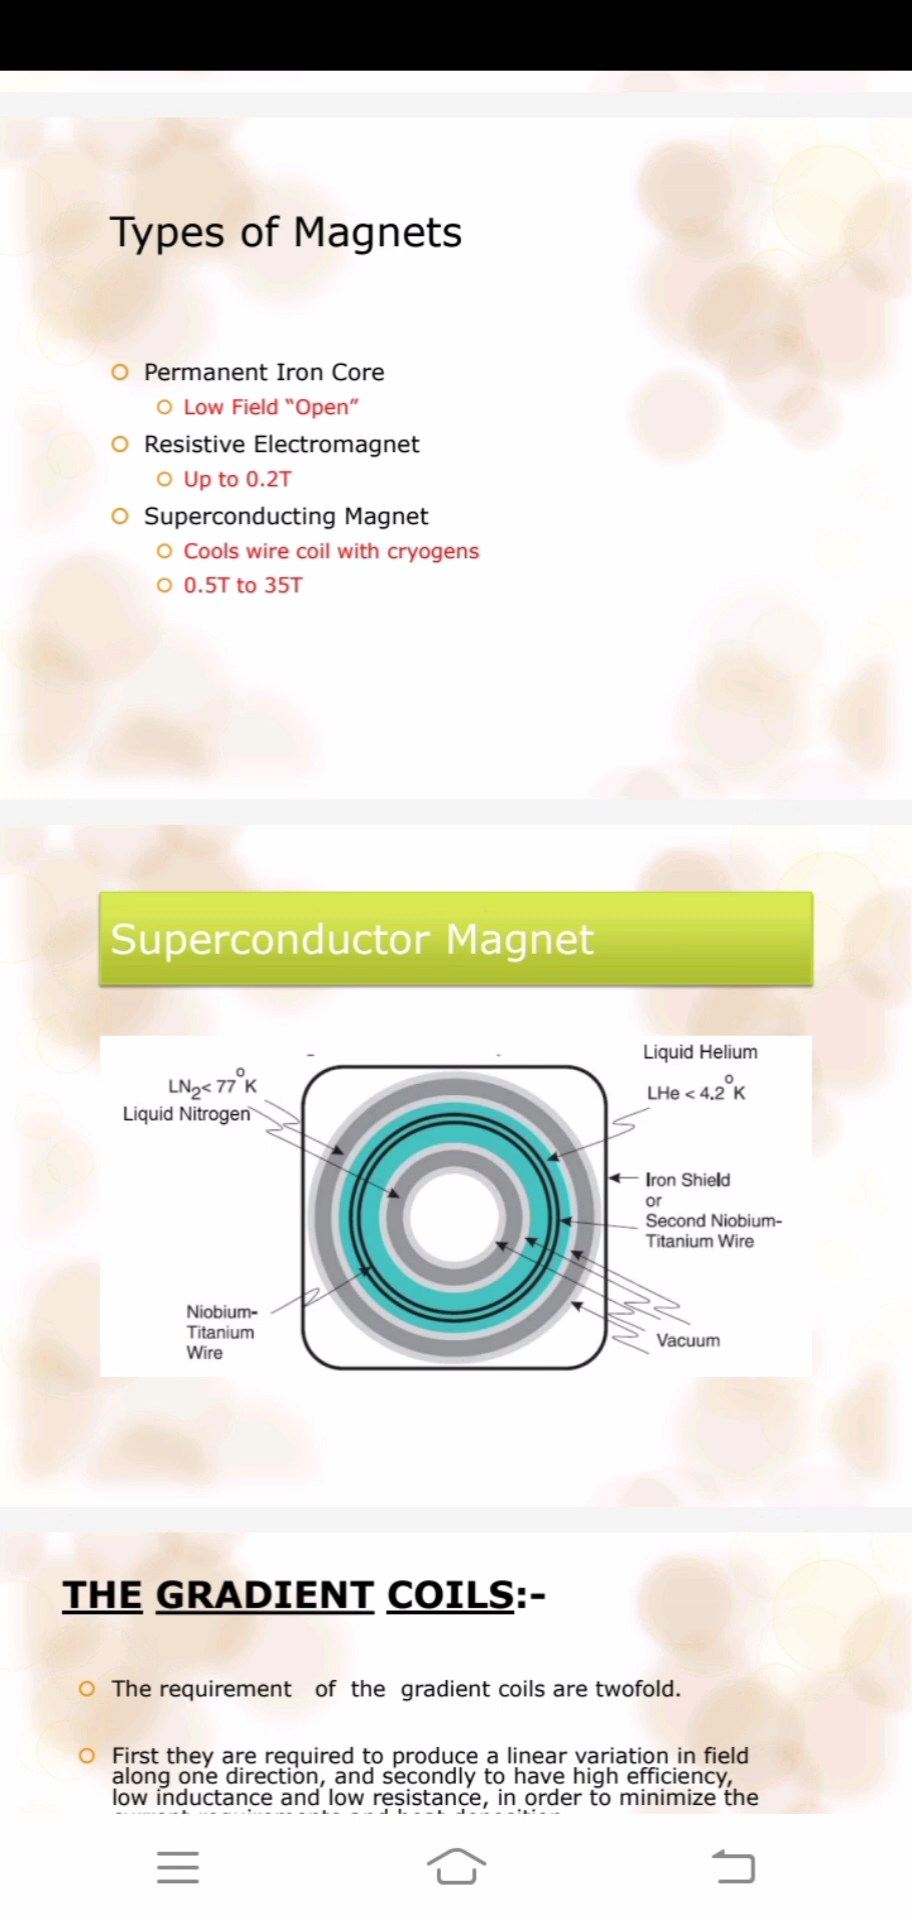 Types of Magnets
Permanent Iron Core
Low Field “Open”
Resistive Electromagnet
Up to 0.2T
Superconducting Magnet
Cools wire coil with cryogens
0.5T to 35T
Superconductor Magnet
LN2< 77°K
Liquid Nitrogen
Liquid Helium
LHe < 4.2°K
Iron Shield
or
Second Niobium-
Titanium Wire
Niobium-
Titanium
Wire
Vacuum
THE GRADIENT COILS:-
The requirement of the gradient coils are twofold.
First they are required to produce a linear variation in field
along one direction, and secondly to have high efficiency,
low inductance and low resistance, in order to minimize the